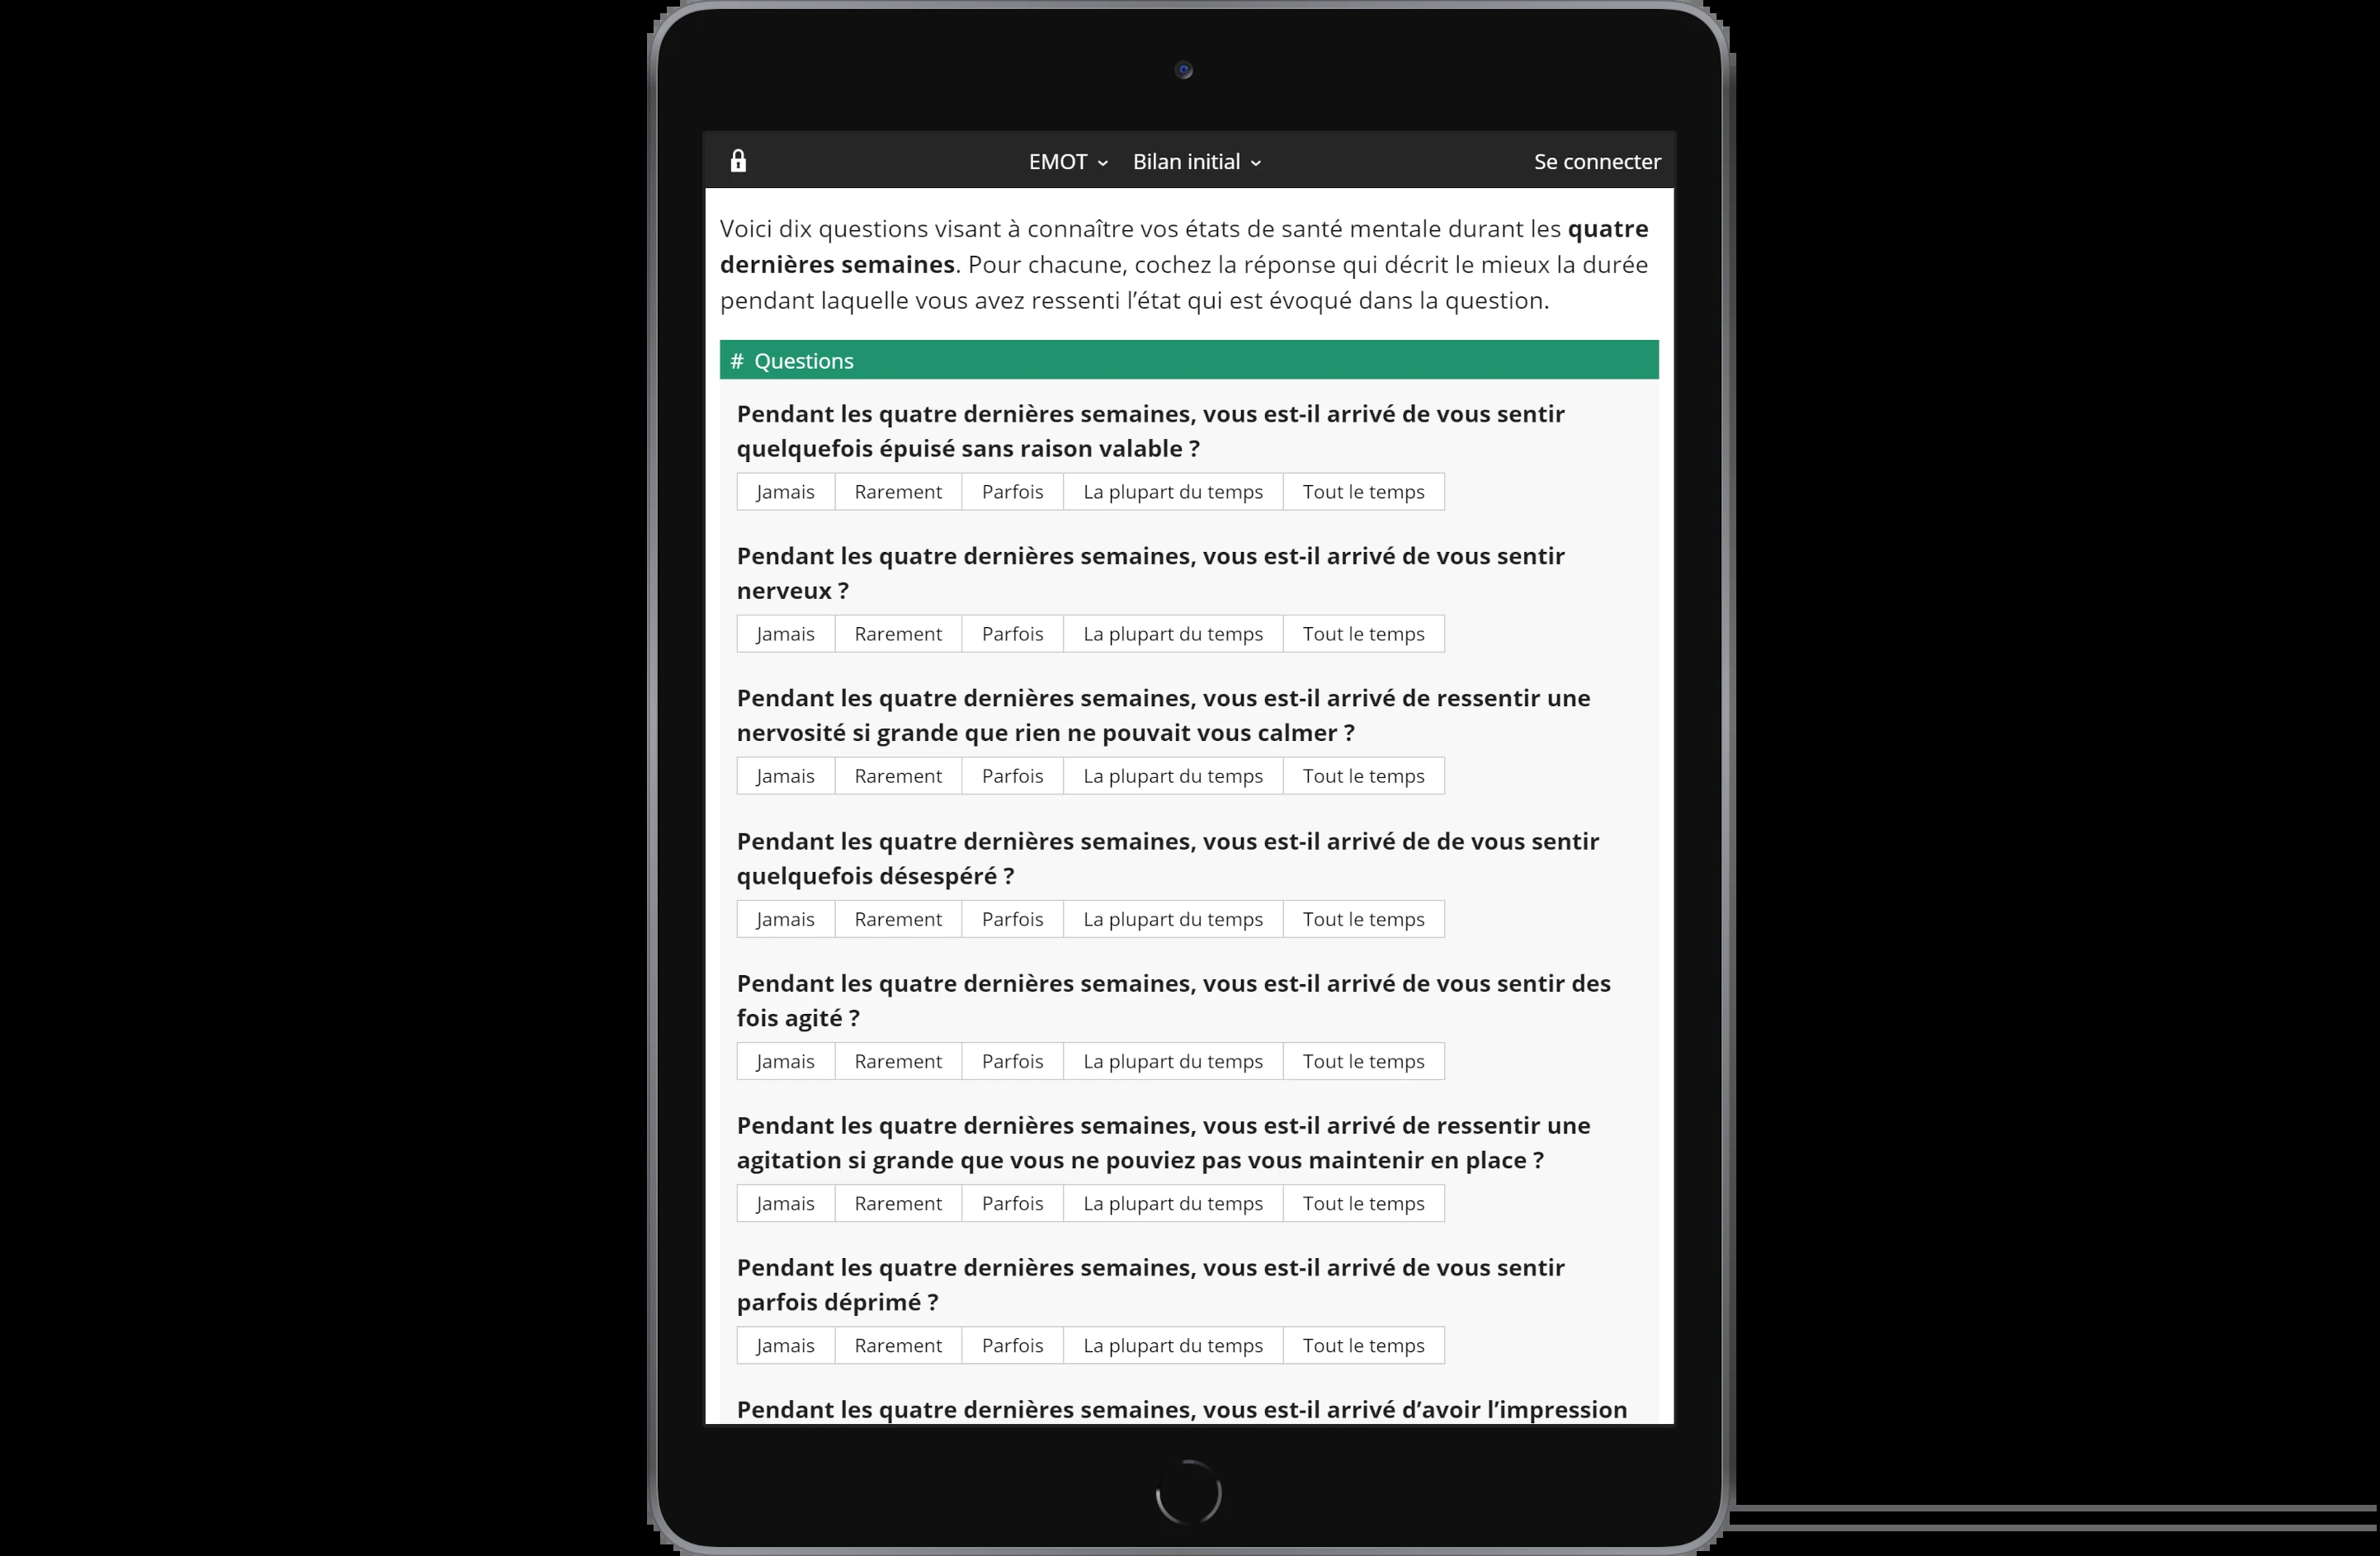 EMOT Bilan initial Se connecter
Voici dix questions visant à connaître vos états de santé mentale durant les quatre
dernières semaines. Pour chacune, cochez la réponse qui décrit le mieux la durée
pendant laquelle vous avez ressenti l’état qui est évoqué dans la question.
# Questions
Pendant les quatre dernières semaines, vous est-il arrivé de vous sentir
quelquefois épuisé sans raison valable ?
Jamais Rarement Parfois La plupart du temps Tout le temps
Pendant les quatre dernières semaines, vous est-il arrivé de vous sentir
nerveux ?
Jamais Rarement Parfois La plupart du temps Tout le temps
Pendant les quatre dernières semaines, vous est-il arrivé de ressentir une
nervosité si grande que rien ne pouvait vous calmer ?
Jamais Rarement Parfois La plupart du temps Tout le temps
Pendant les quatre dernières semaines, vous est-il arrivé de de vous sentir
quelquefois désespéré ?
Jamais Rarement Parfois La plupart du temps Tout le temps
Pendant les quatre dernières semaines, vous est-il arrivé de vous sentir des
fois agité ?
Jamais Rarement Parfois La plupart du temps Tout le temps
Pendant les quatre dernières semaines, vous est-il arrivé de ressentir une
agitation si grande que vous ne pouviez pas vous maintenir en place ?
Jamais Rarement Parfois La plupart du temps Tout le temps
Pendant les quatre dernières semaines, vous est-il arrivé de vous sentir
parfois déprimé ?
Jamais Rarement Parfois La plupart du temps Tout le temps
Pendant les quatre dernières semaines, vous est-il arrivé d’avoir l’impression